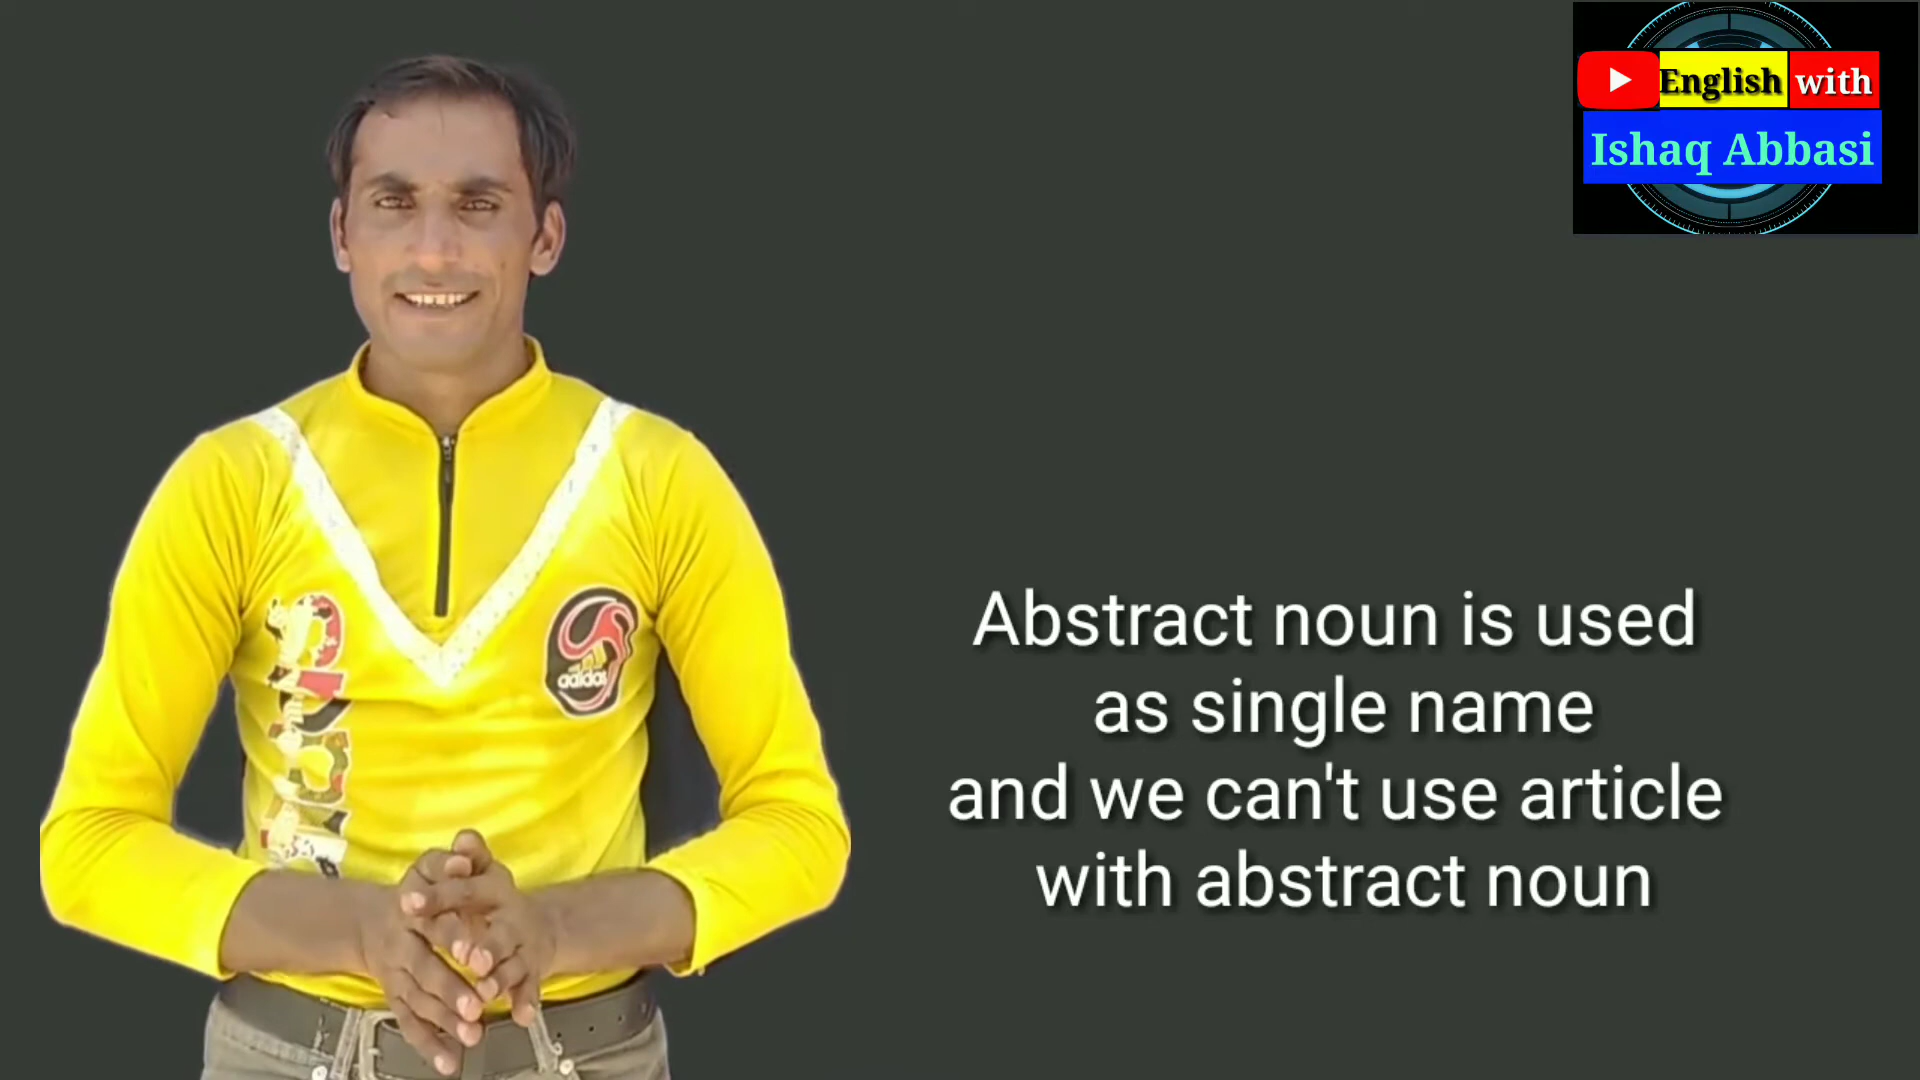 English with
Ishaq Abbasi
adidas
Abstract noun is used
as single name
and we can't use article
with abstract noun